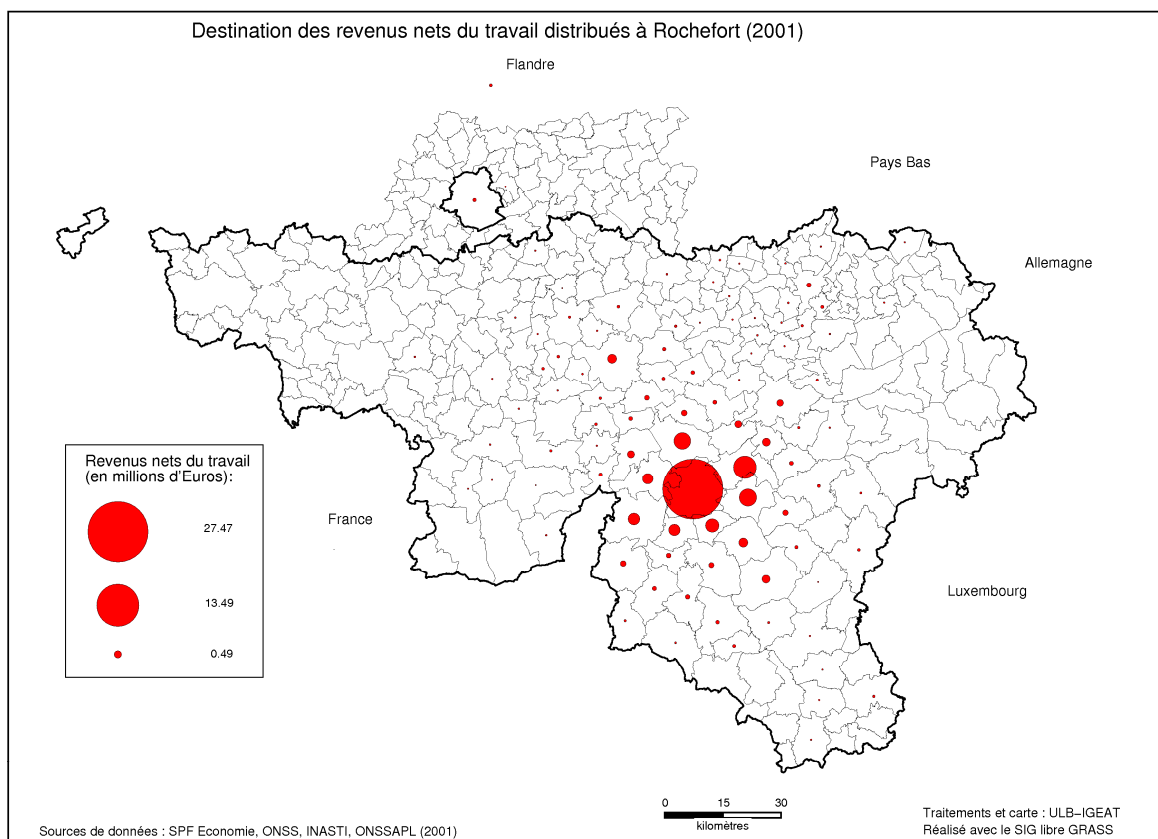 Destination des revenus nets du travail distribués à Rochefort (2001)
Flandre
Pays Bas
Allemagne
Revenus nets du travail
(en millions d'Euros):
27.47
13.49
0.49
France
Luxembourg
0 15 30
kilomètres
Sources de données : SPF Economie, ONSS, INASTI, ONSSAPL (2001)
Traitements et carte : ULB-IGEAT
Réalisé avec le SIG libre GRASS